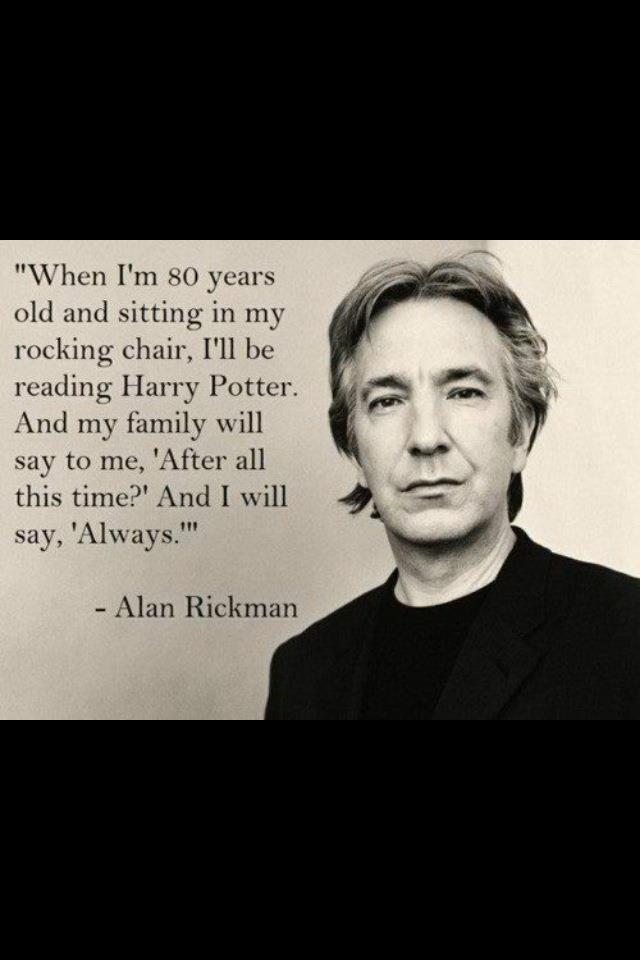 "When I'm 80 years
old and sitting in my
rocking chair, I'll be
reading Harry Potter.
And my family will
say to me, 'After all
this time?' And I will
say, 'Always.'"
- Alan Rickman